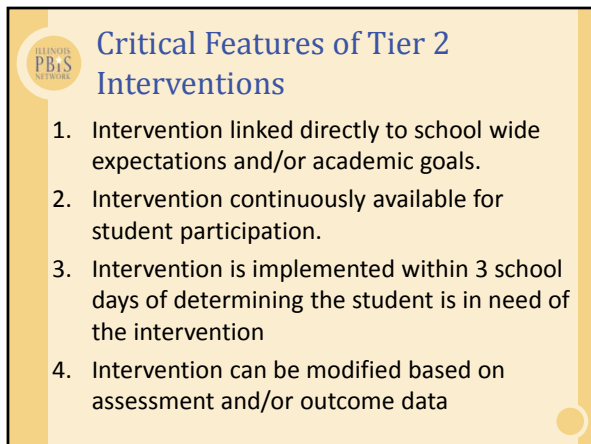 ILLINOIS
PBIS
NETWORK
Critical Features of Tier 2
Interventions
1. Intervention linked directly to school wide
expectations and/or academic goals.
2. Intervention continuously available for
student participation.
3. Intervention is implemented within 3 school
days of determining the student is in need of
the intervention
4. Intervention can be modified based on
assessment and/or outcome data